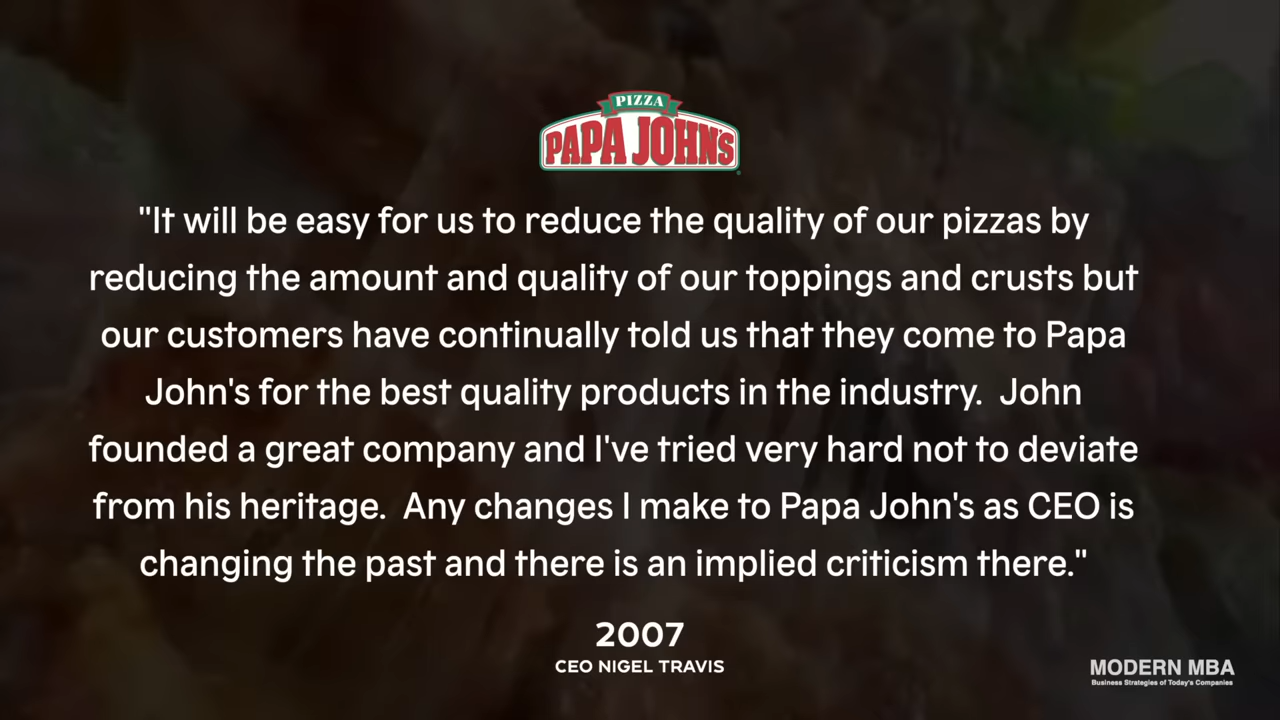 PIZZA
PAPA JOHN'S
"It will be easy for us to reduce the quality of our pizzas by
reducing the amount and quality of our toppings and crusts but
our customers have continually told us that they come to Papa
John's for the best quality products in the industry.  John
founded a great company and I've tried very hard not to deviate
from his heritage.  Any changes I make to Papa John's as CEO is
changing the past and there is an implied criticism there."
2007
CEO NIGEL TRAVIS
MODERN MBA
Business Strategies of Today's Companies